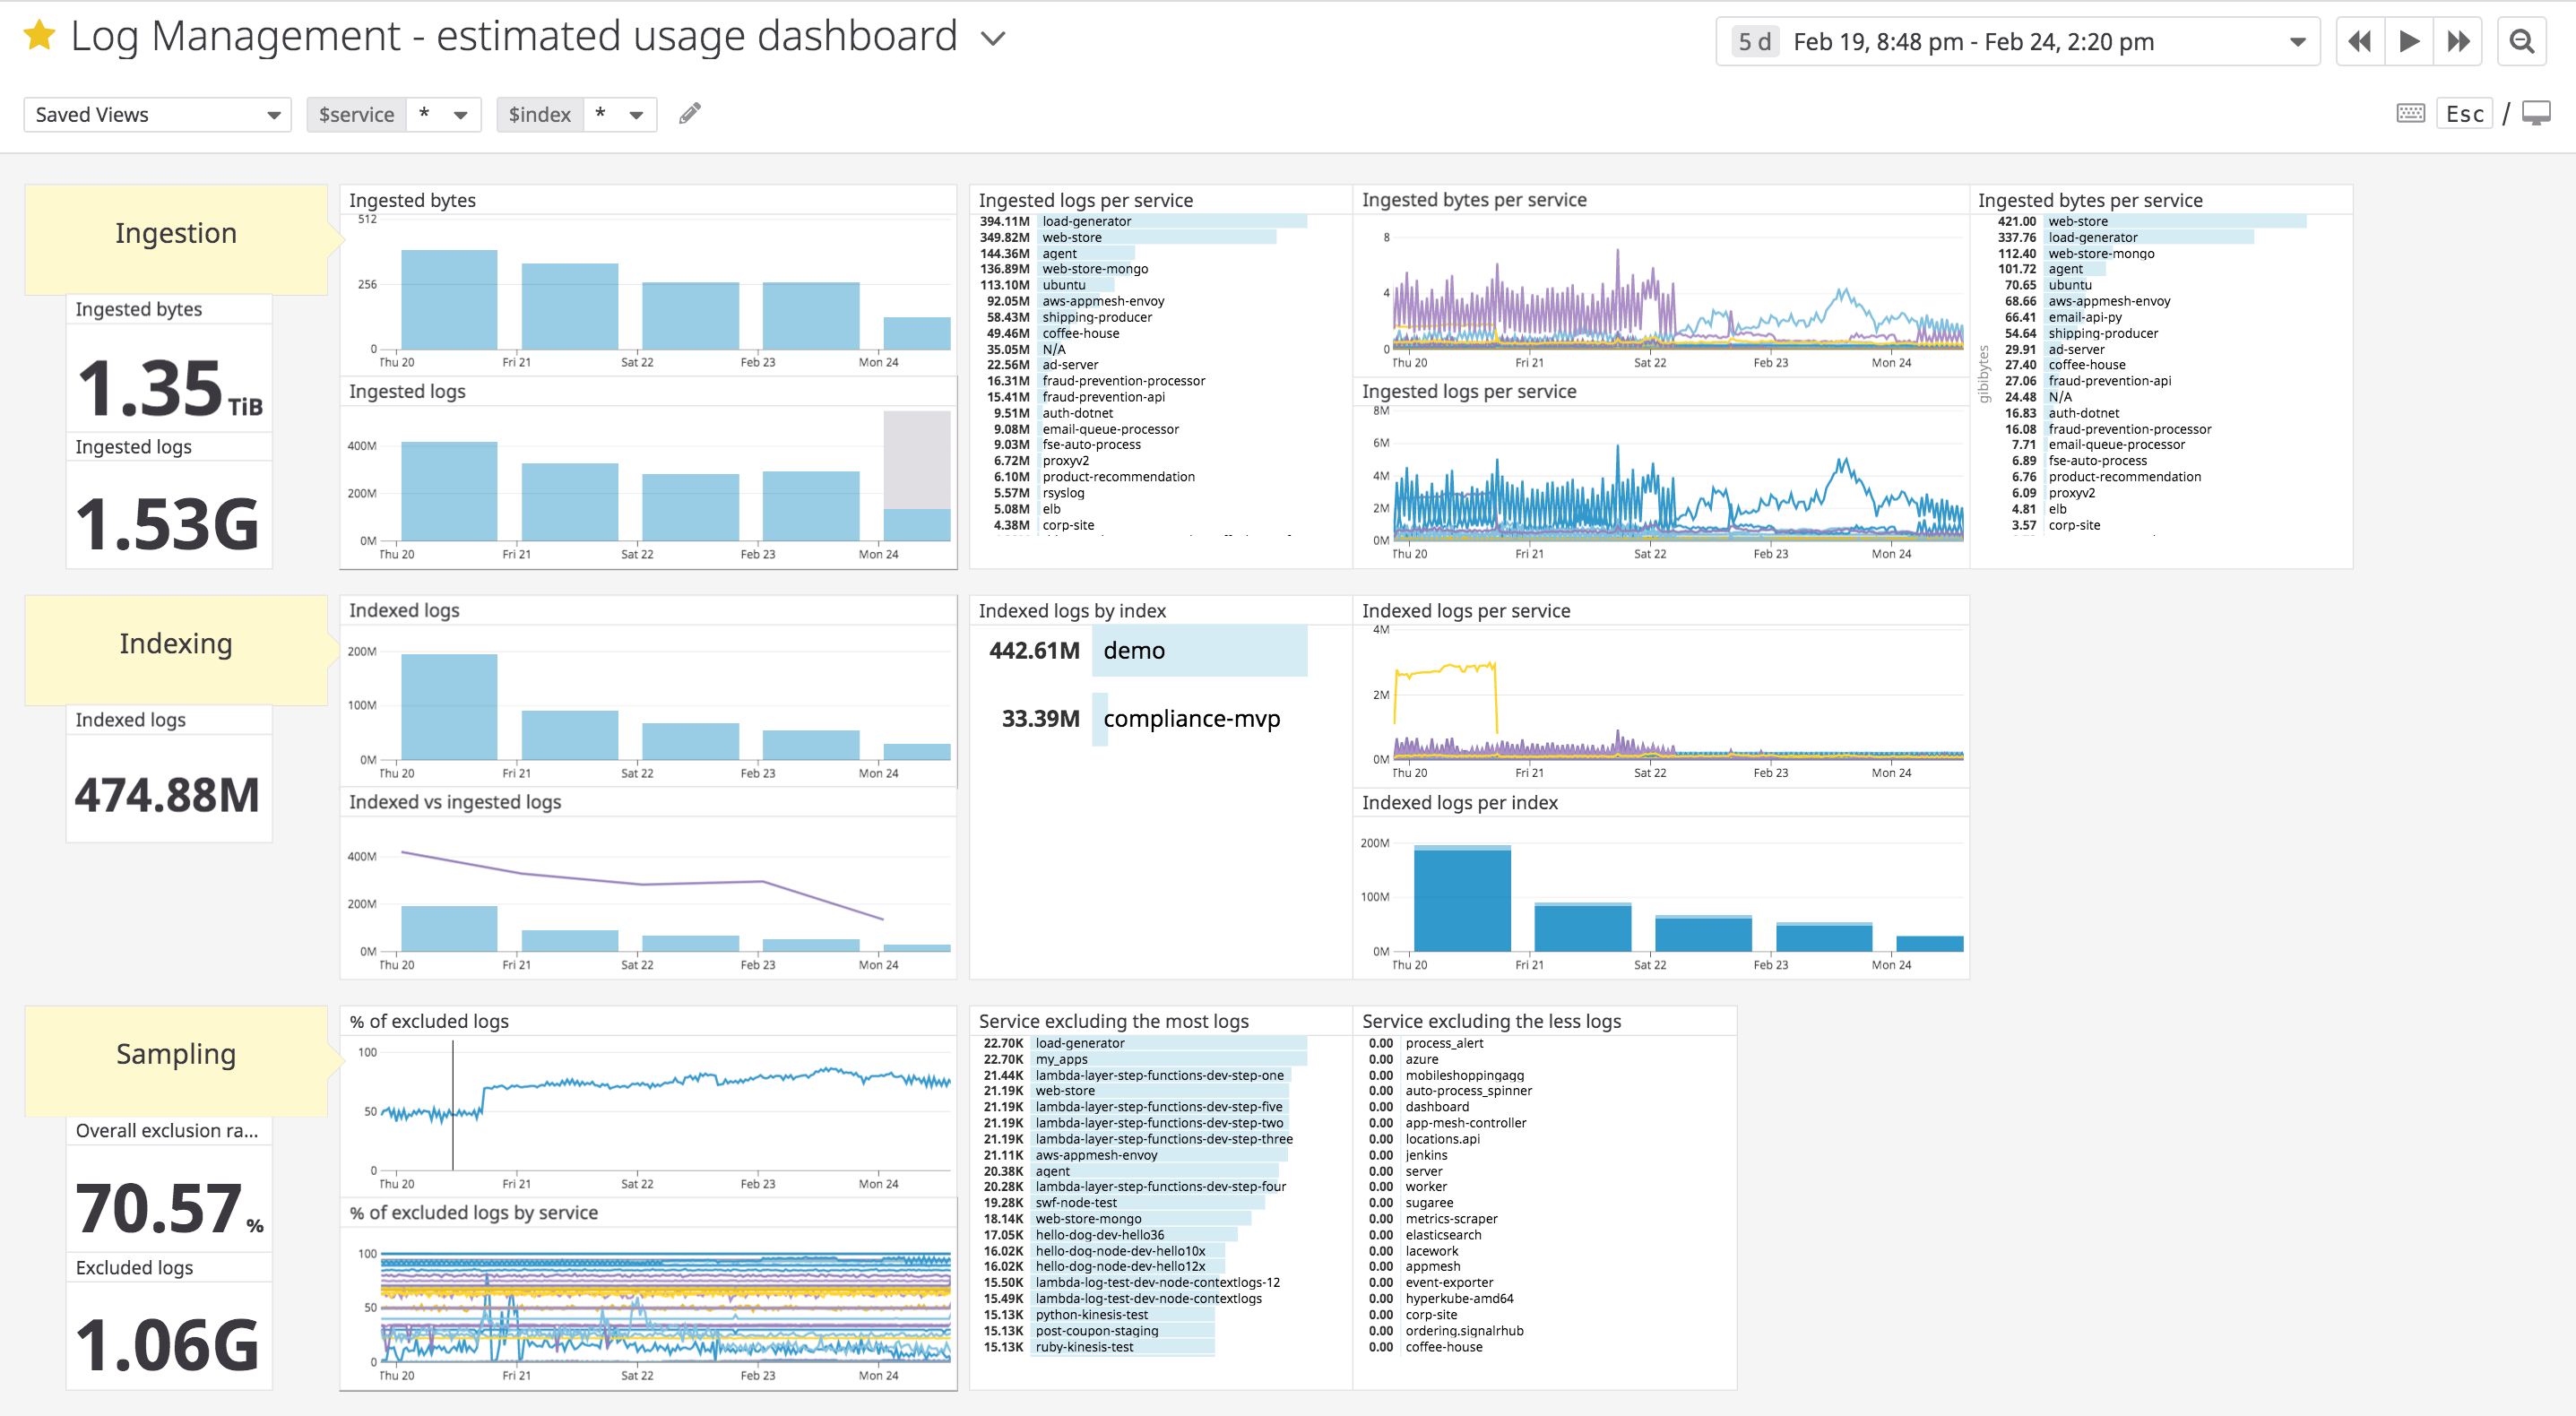 Log Management - estimated usage dashboard
5 d Feb 19, 8:48 pm - Feb 24, 2:20 pm
Saved Views
$service *
$index *
Esc /
Ingestion
Ingested bytes
1.35 TiB
Ingested logs
1.53G
Ingested bytes
512
256
0
Thu 20 Fri 21 Sat 22 Feb 23 Mon 24
Ingested logs
400M
200M
0M
Thu 20 Fri 21 Sat 22 Feb 23 Mon 24
Ingested logs per service
394.11M load-generator
349.82M web-store
144.36M agent
136.89M web-store-mongo
113.10M ubuntu
92.05M aws-appmesh-envoy
58.43M shipping-producer
49.46M coffee-house
35.05M N/A
22.56M ad-server
16.31M fraud-prevention-processor
15.41M fraud-prevention-api
9.51M auth-dotnet
9.08M email-queue-processor
9.03M fse-auto-process
6.72M proxyv2
6.10M product-recommendation
5.57M rsyslog
5.08M elb
4.38M corp-site
Ingested bytes per service
8
4
0
Thu 20 Fri 21 Sat 22 Feb 23 Mon 24
Ingested logs per service
8M
6M
4M
2M
0M
Thu 20 Fri 21 Sat 22 Feb 23 Mon 24
Ingested bytes per service
gibibytes
421.00 web-store
337.76 load-generator
112.40 web-store-mongo
101.72 agent
70.65 ubuntu
68.66 aws-appmesh-envoy
66.41 email-api-py
54.64 shipping-producer
29.91 ad-server
27.40 coffee-house
27.06 fraud-prevention-api
24.48 N/A
16.83 auth-dotnet
16.08 fraud-prevention-processor
7.71 email-queue-processor
6.89 fse-auto-process
6.76 product-recommendation
6.09 proxyv2
4.81 elb
3.57 corp-site
Indexing
Indexed logs
474.88M
Indexed logs
200M
100M
0M
Thu 20 Fri 21 Sat 22 Feb 23 Mon 24
Indexed vs ingested logs
400M
200M
0M
Thu 20 Fri 21 Sat 22 Feb 23 Mon 24
Indexed logs by index
442.61M demo
33.39M compliance-mvp
Indexed logs per service
4M
2M
0M
Thu 20 Fri 21 Sat 22 Feb 23 Mon 24
Indexed logs per index
200M
100M
0M
Thu 20 Fri 21 Sat 22 Feb 23 Mon 24
Sampling
Overall exclusion ra...
70.57 %
Excluded logs
1.06G
% of excluded logs
100
50
0
Thu 20 Fri 21 Sat 22 Feb 23 Mon 24
% of excluded logs by service
100
50
0
Thu 20 Fri 21 Sat 22 Feb 23 Mon 24
Service excluding the most logs
22.70K load-generator
22.70K my_apps
21.44K lambda-layer-step-functions-dev-step-one
21.19K web-store
21.19K lambda-layer-step-functions-dev-step-five
21.19K lambda-layer-step-functions-dev-step-two
21.19K lambda-layer-step-functions-dev-step-three
21.11K aws-appmesh-envoy
20.38K agent
20.28K lambda-layer-step-functions-dev-step-four
19.28K swf-node-test
18.14K web-store-mongo
17.05K hello-dog-dev-hello36
16.02K hello-dog-node-dev-hello10x
16.02K hello-dog-node-dev-hello12x
15.50K lambda-log-test-dev-node-contextlogs-12
15.49K lambda-log-test-dev-node-contextlogs
15.13K python-kinesis-test
15.13K post-coupon-staging
15.13K ruby-kinesis-test
Service excluding the less logs
0.00 process_alert
0.00 azure
0.00 mobileshoppingagg
0.00 auto-process_spinner
0.00 dashboard
0.00 app-mesh-controller
0.00 locations.api
0.00 jenkins
0.00 server
0.00 worker
0.00 sugaree
0.00 metrics-scraper
0.00 elasticsearch
0.00 lacework
0.00 appmesh
0.00 event-exporter
0.00 hyperkube-amd64
0.00 corp-site
0.00 ordering.signalrhub
0.00 coffee-house